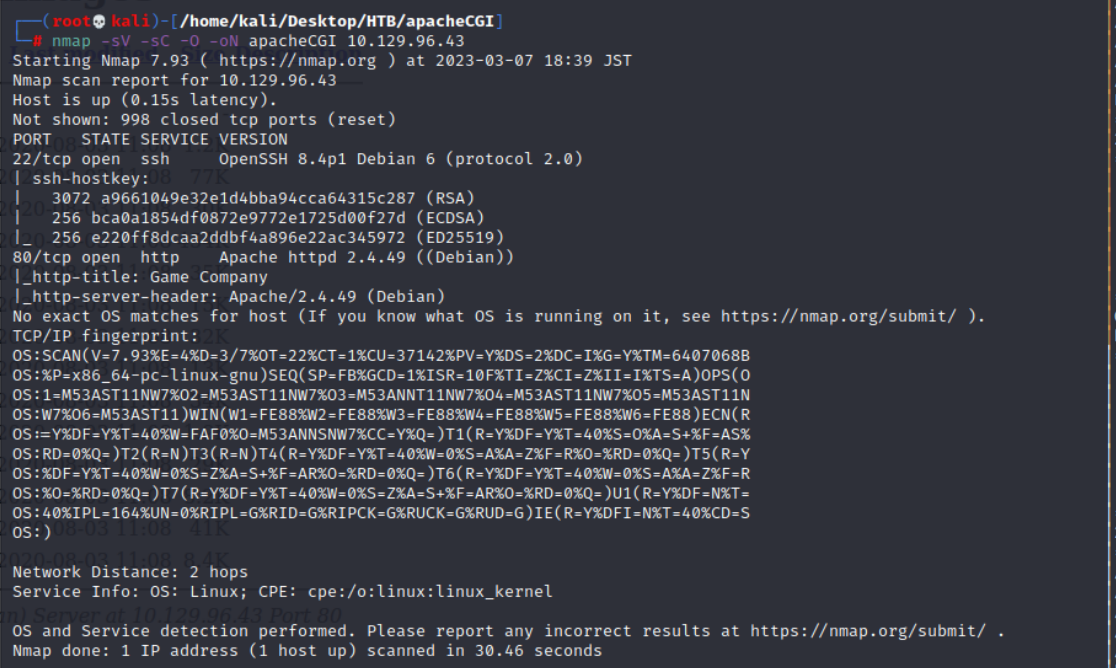 (root💀kali)-[/home/kali/Desktop/HTB/apacheCGI]
# nmap -sV -sC -O -oN apacheCGI 10.129.96.43
Starting Nmap 7.93 ( https://nmap.org ) at 2023-03-07 18:39 JST
Nmap scan report for 10.129.96.43
Host is up (0.15s latency).
Not shown: 998 closed tcp ports (reset)
PORT   STATE SERVICE VERSION
22/tcp open  ssh     OpenSSH 8.4p1 Debian 6 (protocol 2.0)
| ssh-hostkey:
|   3072 a9661049e32e1d4bba94cca64315c287 (RSA)
|   256 bca0a1854df0872e9772e1725d00f27d (ECDSA)
|_  256 e220ff8dcaa2ddbf4a896e22ac345972 (ED25519)
80/tcp open  http    Apache httpd 2.4.49 ((Debian))
|_http-title: Game Company
|_http-server-header: Apache/2.4.49 (Debian)
No exact OS matches for host (If you know what OS is running on it, see https://nmap.org/submit/ ).
TCP/IP fingerprint:
OS:SCAN(V=7.93%E=4%D=3/7%OT=22%CT=1%CU=37142%PV=Y%DS=2%DC=I%G=Y%TM=6407068B
OS:%P=x86_64-pc-linux-gnu)SEQ(SP=FB%GCD=1%ISR=10F%TI=Z%CI=Z%II=I%TS=A)OPS(O
OS:1=M53AST11NW7%O2=M53AST11NW7%O3=M53ANNT11NW7%O4=M53AST11NW7%O5=M53AST11N
OS:W7%O6=M53AST11)WIN(W1=FE88%W2=FE88%W3=FE88%W4=FE88%W5=FE88%W6=FE88)ECN(R
OS:=Y%DF=Y%T=40%W=FAF0%O=M53ANNSNW7%CC=Y%Q=)T1(R=Y%DF=Y%T=40%S=O%A=S+%F=AS%
OS:RD=0%Q=)T2(R=N)T3(R=N)T4(R=Y%DF=Y%T=40%W=0%S=A%A=Z%F=R%O=%RD=0%Q=)T5(R=Y
OS:%DF=Y%T=40%W=0%S=Z%A=S+%F=AR%O=%RD=0%Q=)T6(R=Y%DF=Y%T=40%W=0%S=A%A=Z%F=R
OS:%O=%RD=0%Q=)T7(R=Y%DF=Y%T=40%W=0%S=Z%A=S+%F=AR%O=%RD=0%Q=)U1(R=Y%DF=N%T=
OS:40%IPL=164%UN=0%RIPL=G%RID=G%RIPCK=G%RUCK=G%RUD=G)IE(R=Y%DFI=N%T=40%CD=S
OS:)
Network Distance: 2 hops
Service Info: OS: Linux; CPE: cpe:/o:linux:linux_kernel
OS and Service detection performed. Please report any incorrect results at https://nmap.org/submit/ .
Nmap done: 1 IP address (1 host up) scanned in 30.46 seconds